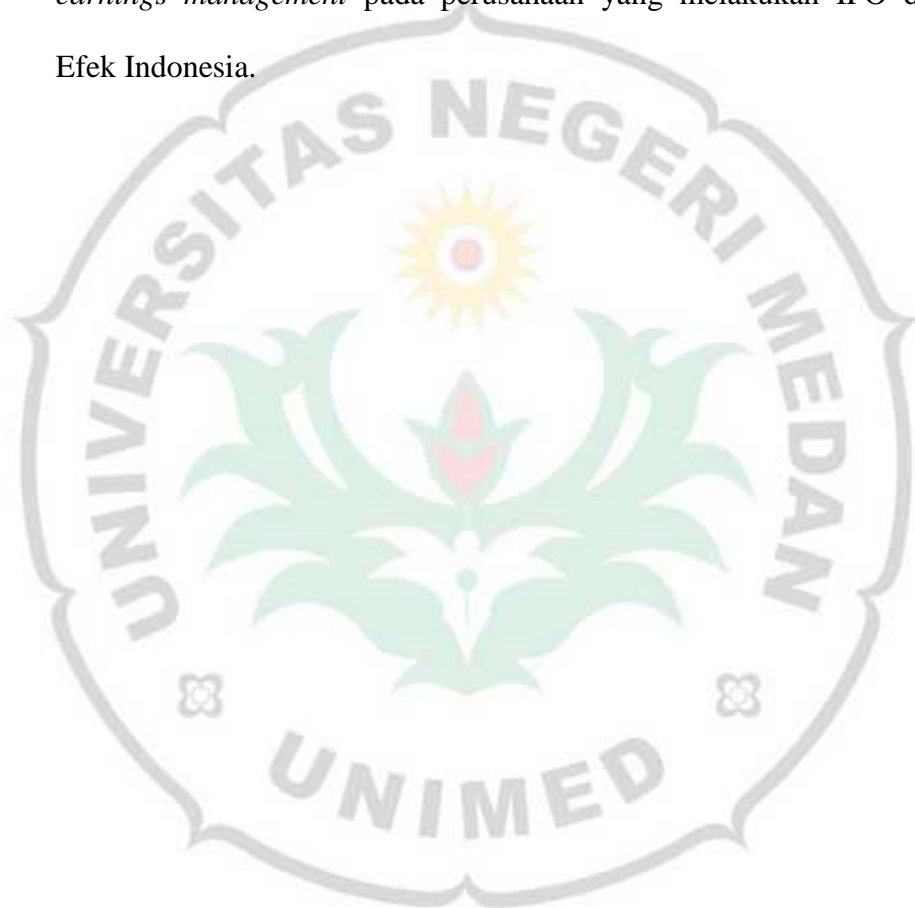 earnings management pada perusahaan yang melakukan IPO d
Efek Indonesia.
UNIVERSITAS NEGERI MEDAN
UNIMED